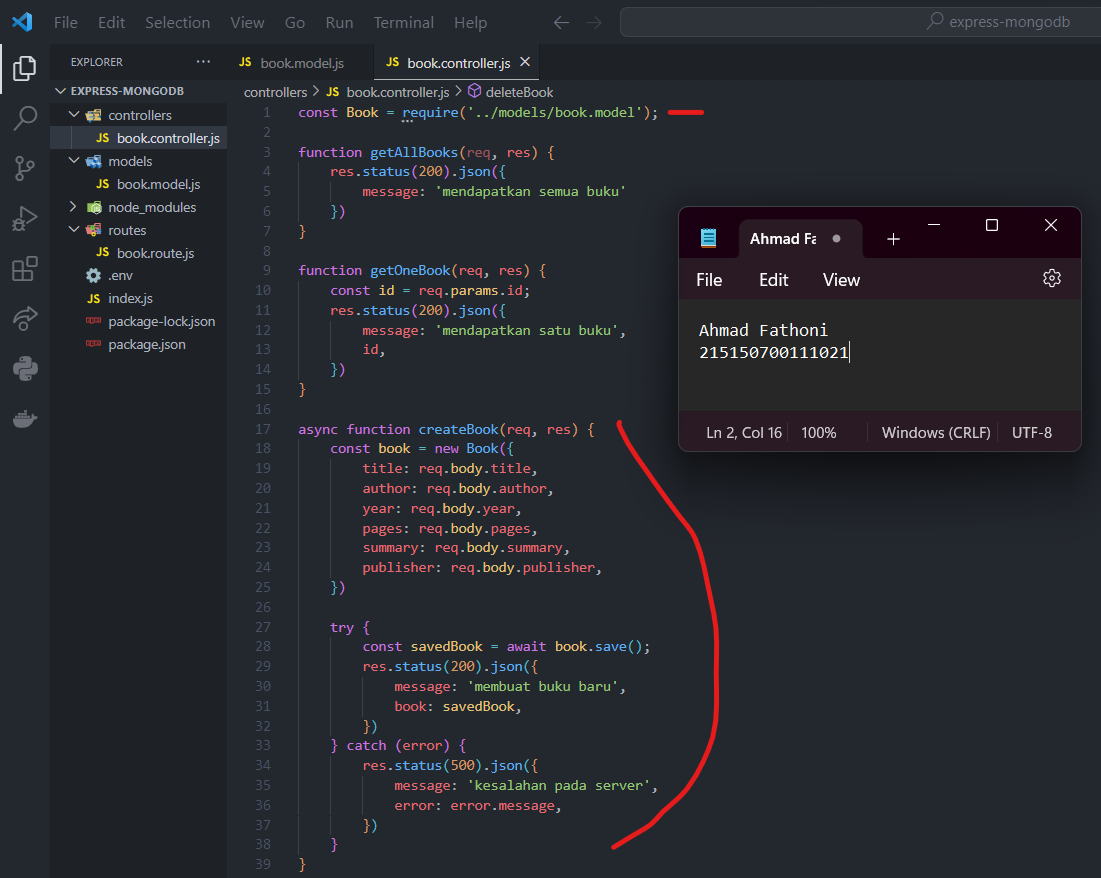 File Edit Selection View Go Run Terminal Help
express-mongodb
EXPLORER
JS book.model.js
JS book.controller.js
EXPRESS-MONGODB
controllers
JS book.controller.js
models
JS book.model.js
node_modules
routes
JS book.route.js
.env
JS index.js
package-lock.json
package.json
controllers > JS book.controller.js > deleteBook
1 const Book = require('../models/book.model');
2
3 function getAllBooks(req, res) {
4 res.status(200).json({
5 message: 'mendapatkan semua buku'
6 })
7 }
8
9 function getOneBook(req, res) {
10 const id = req.params.id;
11 res.status(200).json({
12 message: 'mendapatkan satu buku',
13 id,
14 })
15 }
16
17 async function createBook(req, res) {
18 const book = new Book({
19 title: req.body.title,
20 author: req.body.author,
21 year: req.body.year,
22 pages: req.body.pages,
23 summary: req.body.summary,
24 publisher: req.body.publisher,
25 })
26
27 try {
28 const savedBook = await book.save();
29 res.status(200).json({
30 message: 'membuat buku baru',
31 book: savedBook,
32 })
33 } catch (error) {
34 res.status(500).json({
35 message: 'kesalahan pada server',
36 error: error.message,
37 })
38 }
39 }
Ahmad Fa
File Edit View
Ahmad Fathoni
215150700111021
Ln 2, Col 16 100% Windows (CRLF) UTF-8